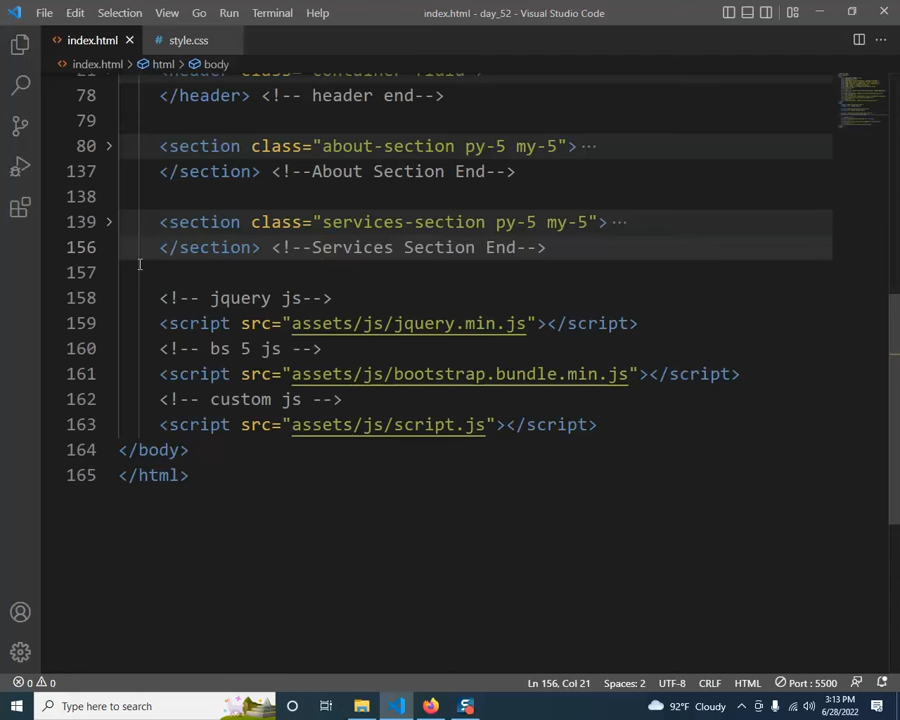 File Edit Selection View Go Run Terminal Help index.html - day_52 - Visual Studio Code
index.html style.css
index.html > html > body
21 <header class="container-fluid">
78 </header> <!-- header end-->
79
80 <section class="about-section py-5 my-5">
137 </section> <!--About Section End-->
138
139 <section class="services-section py-5 my-5">
156 </section> <!--Services Section End-->
157
158 <!-- jquery js-->
159 <script src="assets/js/jquery.min.js"></script>
160 <!-- bs 5 js -->
161 <script src="assets/js/bootstrap.bundle.min.js"></script>
162 <!-- custom js -->
163 <script src="assets/js/script.js"></script>
164 </body>
165 </html>
0 0 Ln 156, Col 21 Spaces: 2 UTF-8 CRLF HTML Port : 5500
Type here to search 92°F Cloudy 3:13 PM
6/28/2022